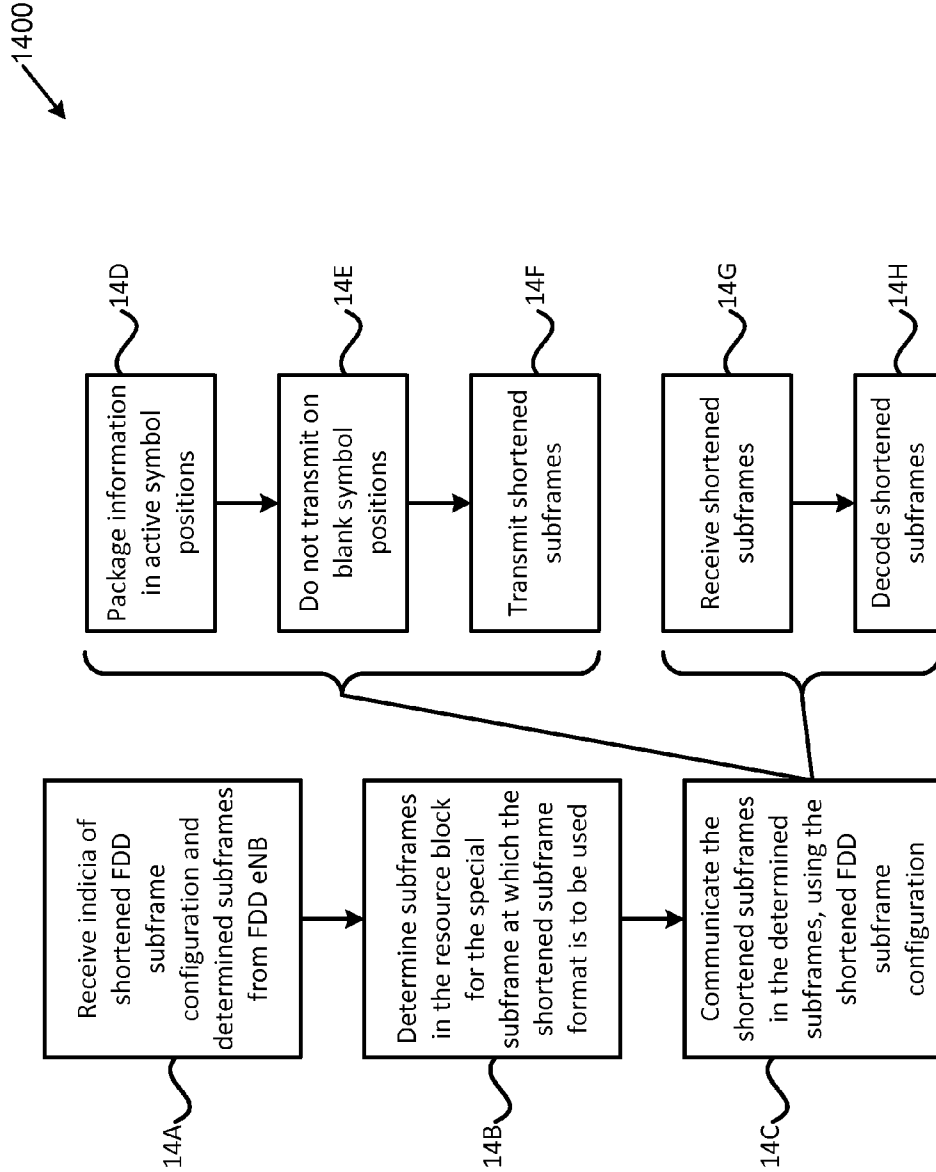 1400
14A
Receive indicia of
shortened FDD
subframe
configuration and
determined subframes
from FDD eNB
14B
Determine subframes
in the resource block
for the special
subframe at which the
shortened subframe
format is to be used
14C
Communicate the
shortened subframes
in the determined
subframes, using the
shortened FDD
subframe
configuration
14D
Package information
in active symbol
positions
14E
Do not transmit on
blank symbol
positions
14F
Transmit shortened
subframes
14G
Receive shortened
subframes
14H
Decode shortened
subframes